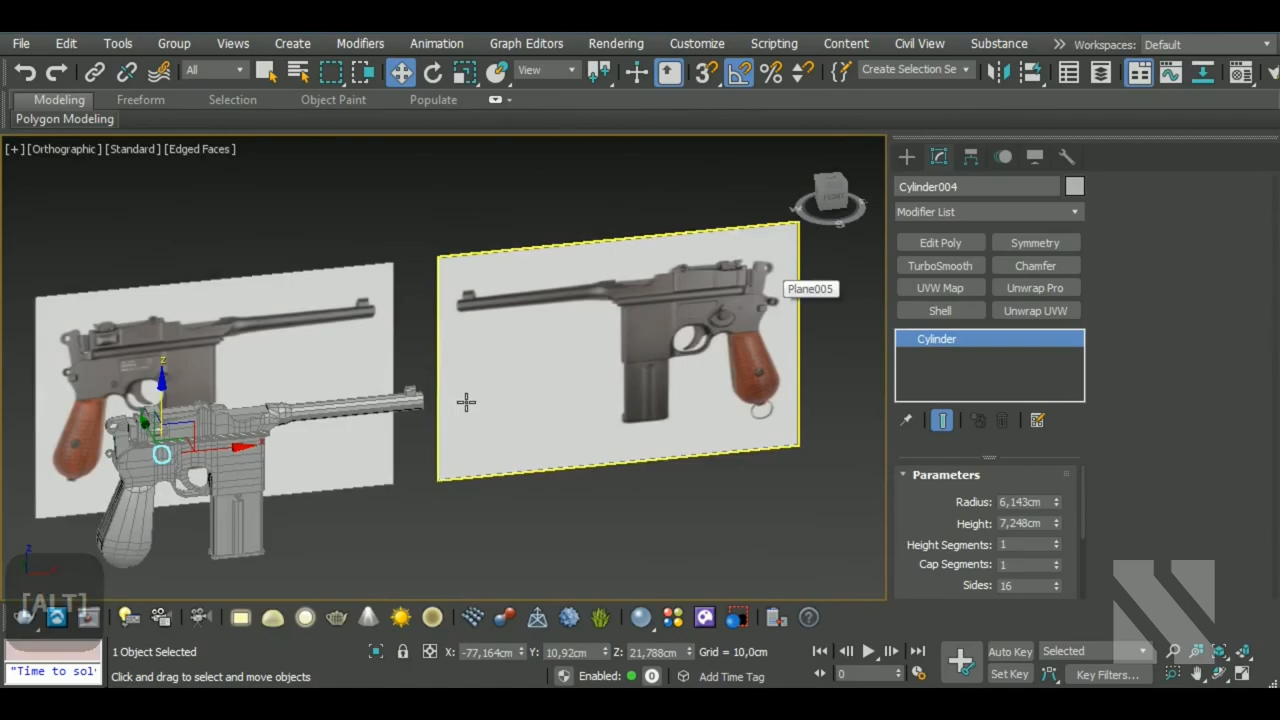 File Edit Tools Group Views Create Modifiers Animation Graph Editors Rendering Customize Scripting Content Civil View Substance Workspaces: Default
All View Create Selection Se
Modeling Freeform Selection Object Paint Populate
Polygon Modeling
[+] [Orthographic] [Standard] [Edged Faces]
Cylinder004
Modifier List
Edit Poly Symmetry
TurboSmooth Chamfer
UVW Map Unwrap Pro
Shell Unwrap UVW
Cylinder
Plane005
Parameters
Radius: 6,143cm
Height: 7,248cm
Height Segments: 1
Cap Segments: 1
Sides: 16
FRONT
z
z
[ALT]
"Time to sol
1 Object Selected
X: -77,164cm Y: 10,92cm Z: 21,788cm Grid = 10,0cm
Auto Key Selected
Click and drag to select and move objects
Enabled: 0 Add Time Tag
0
Set Key Key Filters...